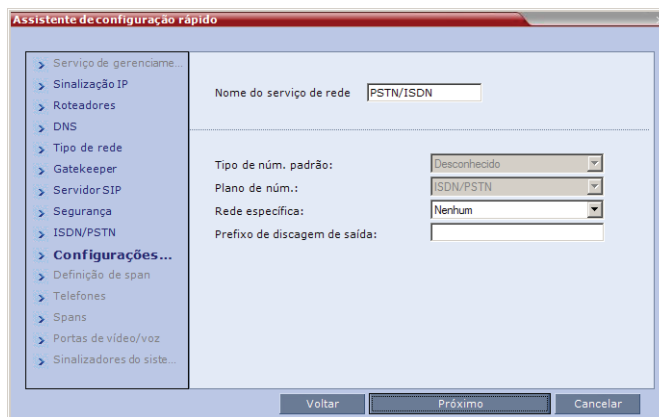 Assistente de configuração rápido
Serviço de gerenciame...
Sinalização IP
Roteadores
DNS
Tipo de rede
Gatekeeper
Servidor SIP
Segurança
ISDN/PSTN
Configurações...
Definição de span
Telefones
Spans
Portas de vídeo/voz
Sinalizadores do siste...
Nome do serviço de rede PSTN/ISDN
Tipo de núm. padrão: Desconhecido
Plano de núm.: ISDN/PSTN
Rede específica: Nenhum
Prefixo de discagem de saída:
Voltar Próximo Cancelar